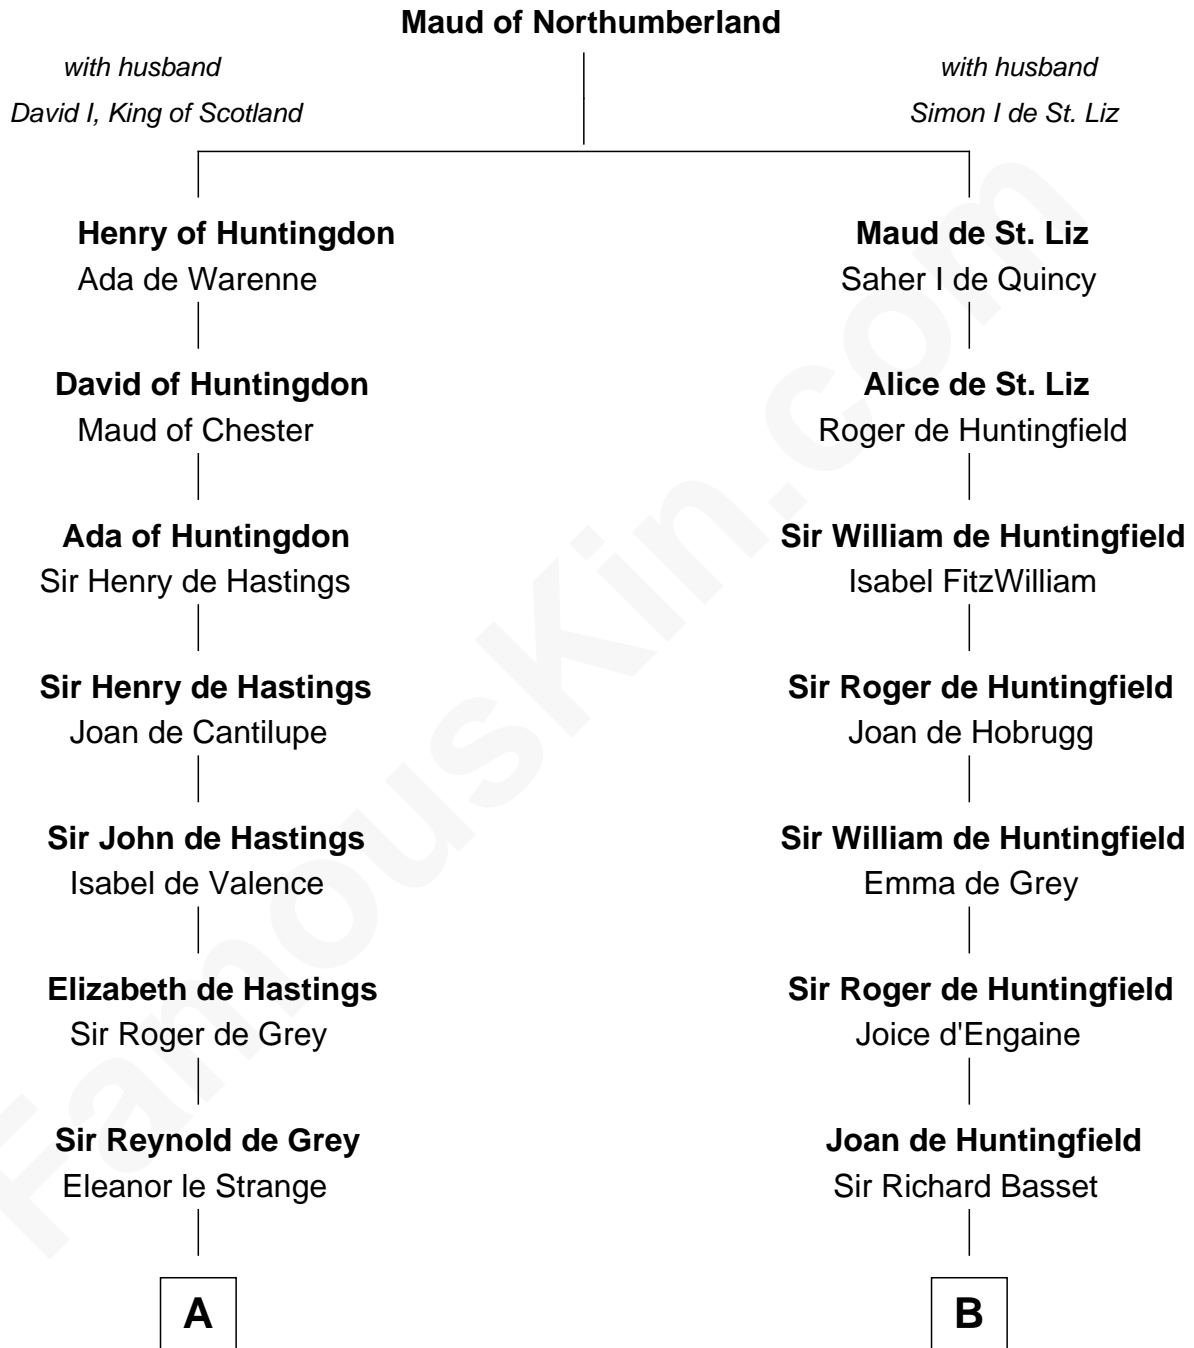 Maud of Northumberland
with husband
David I, King of Scotland
with husband
Simon I de St. Liz
Henry of Huntingdon
Ada de Warenne
Maud de St. Liz
Saher I de Quincy
David of Huntingdon
Maud of Chester
Alice de St. Liz
Roger de Huntingfield
Ada of Huntingdon
Sir Henry de Hastings
Sir William de Huntingfield
Isabel FitzWilliam
Sir Henry de Hastings
Joan de Cantilupe
Sir Roger de Huntingfield
Joan de Hobrugg
Sir John de Hastings
Isabel de Valence
Sir William de Huntingfield
Emma de Grey
Elizabeth de Hastings
Sir Roger de Grey
Sir Roger de Huntingfield
Joice d'Engaine
Sir Reynold de Grey
Eleanor le Strange
Joan de Huntingfield
Sir Richard Basset
A
B
FamousKin.com